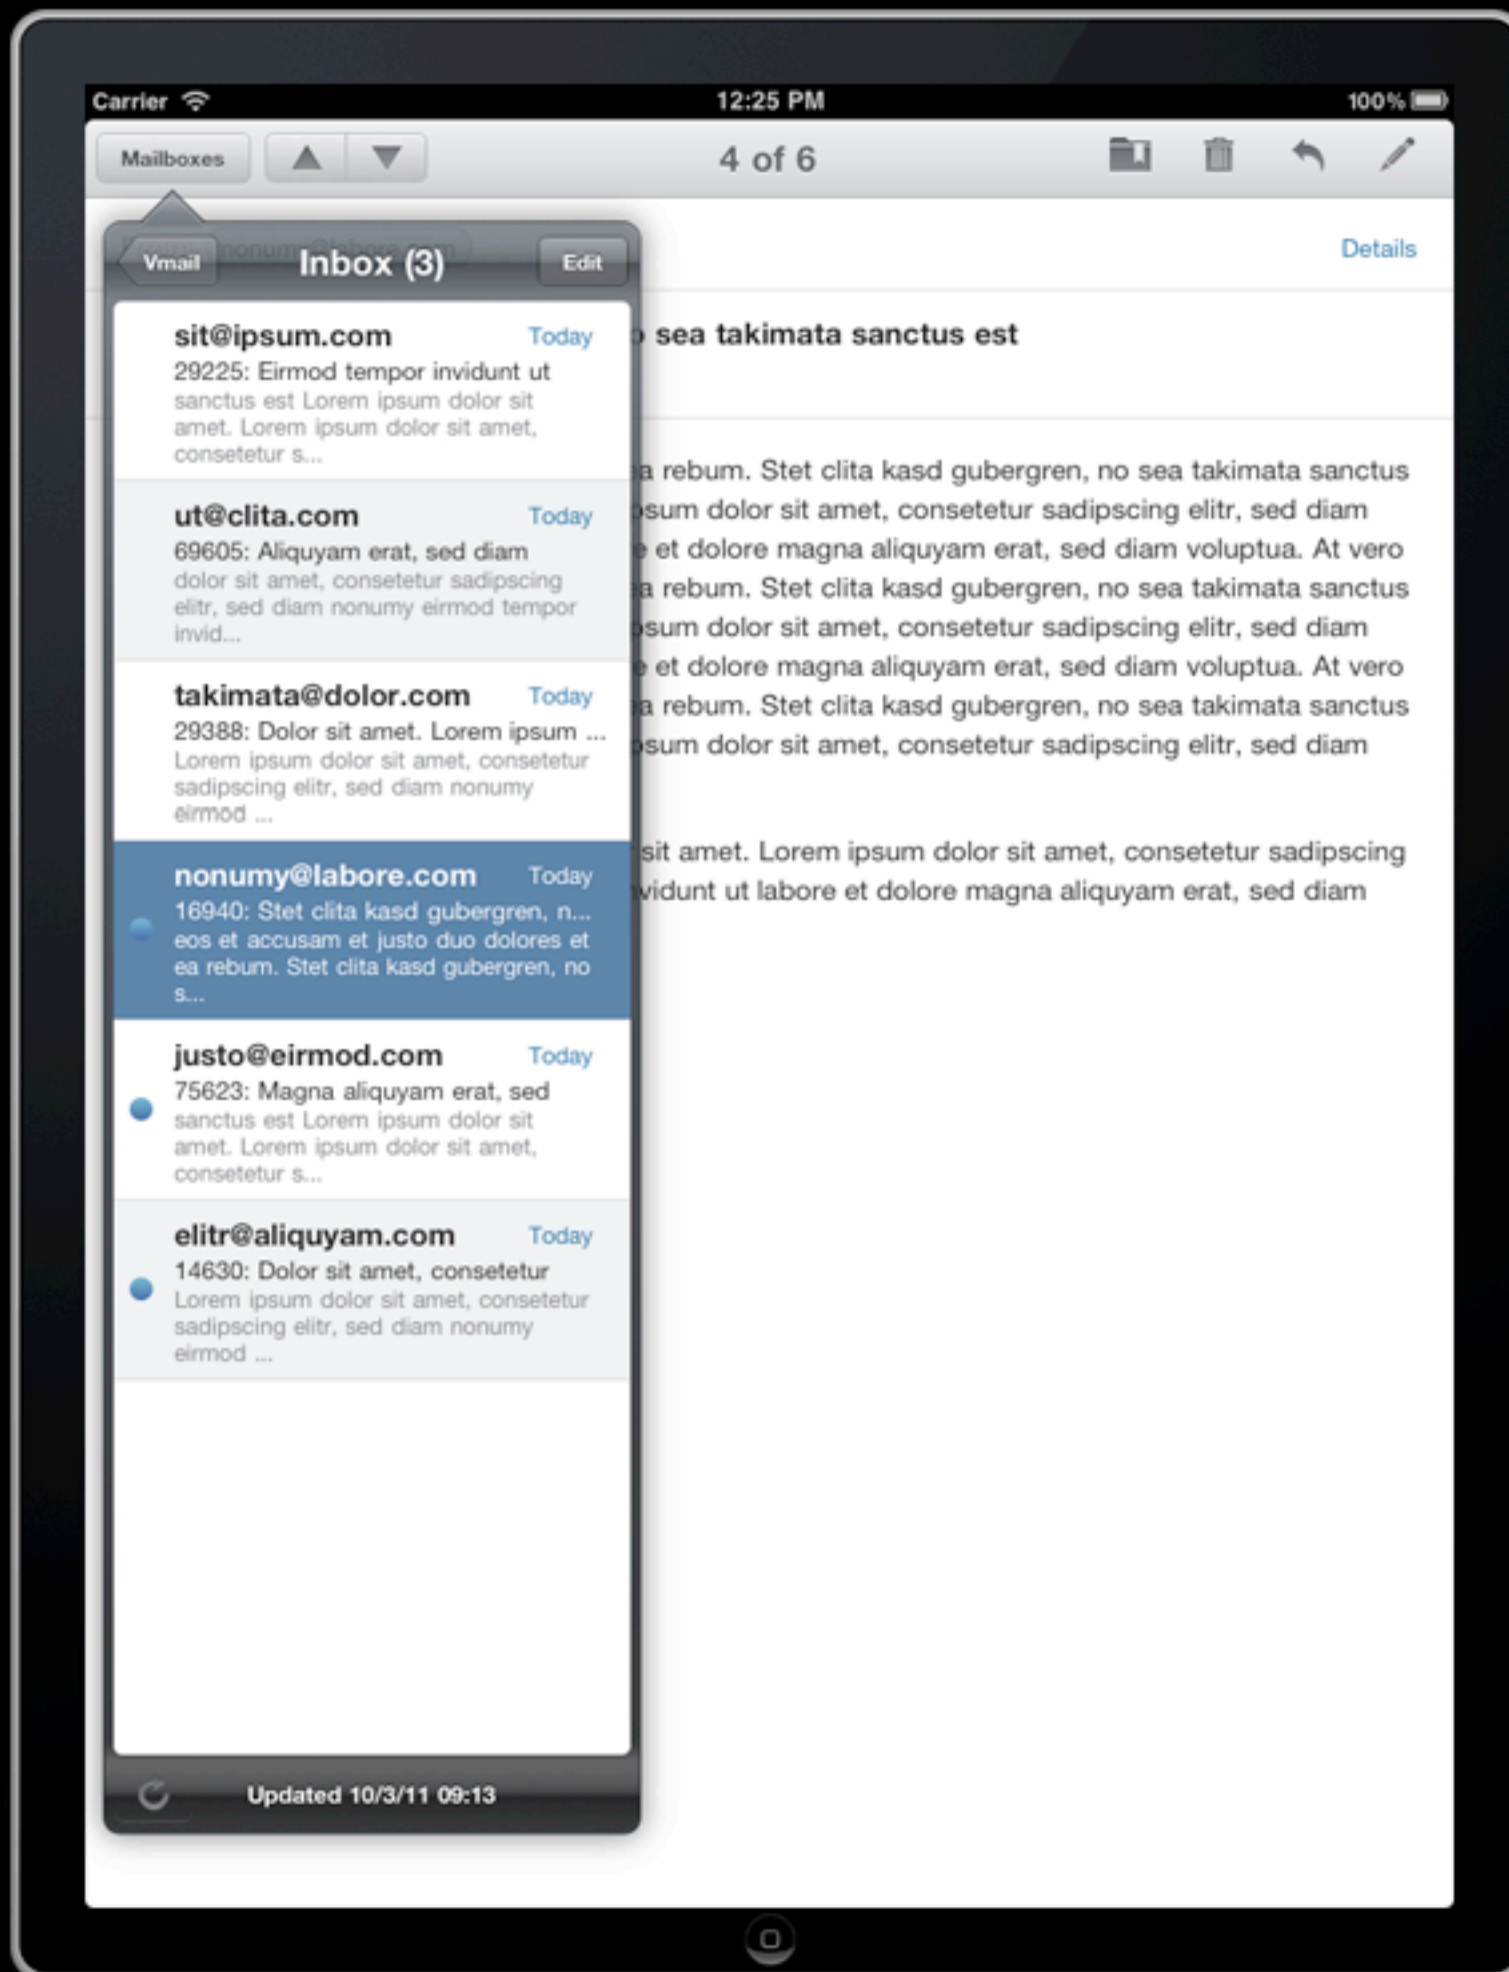 Carrier
12:25 PM
100%
Mailboxes
4 of 6
nonumy@labore.com
Details
Vmail
Inbox (3)
Edit
sea takimata sanctus est
sit@ipsum.com
Today
29225: Eirmod tempor invidunt ut
sanctus est Lorem ipsum dolor sit
amet. Lorem ipsum dolor sit amet,
consetetur s...
ut@clita.com
Today
69605: Aliquyam erat, sed diam
dolor sit amet, consetetur sadipscing
elitr, sed diam nonumy eirmod tempor
invid...
takimata@dolor.com
Today
29388: Dolor sit amet. Lorem ipsum ...
Lorem ipsum dolor sit amet, consetetur
sadipscing elitr, sed diam nonumy
eirmod ...
nonumy@labore.com
Today
16940: Stet clita kasd gubergren, n...
eos et accusam et justo duo dolores et
ea rebum. Stet clita kasd gubergren, no
s...
justo@eirmod.com
Today
75623: Magna aliquyam erat, sed
sanctus est Lorem ipsum dolor sit
amet. Lorem ipsum dolor sit amet,
consetetur s...
elitr@aliquyam.com
Today
14630: Dolor sit amet, consetetur
Lorem ipsum dolor sit amet, consetetur
sadipscing elitr, sed diam nonumy
eirmod ...
Updated 10/3/11 09:13
rebum. Stet clita kasd gubergren, no sea takimata sanctus
dolor sit amet, consetetur sadipscing elitr, sed diam
et dolore magna aliquyam erat, sed diam voluptua. At vero
rebum. Stet clita kasd gubergren, no sea takimata sanctus
dolor sit amet, consetetur sadipscing elitr, sed diam
et dolore magna aliquyam erat, sed diam voluptua. At vero
rebum. Stet clita kasd gubergren, no sea takimata sanctus
dolor sit amet, consetetur sadipscing elitr, sed diam
sit amet. Lorem ipsum dolor sit amet, consetetur sadipscing
ut labore et dolore magna aliquyam erat, sed diam